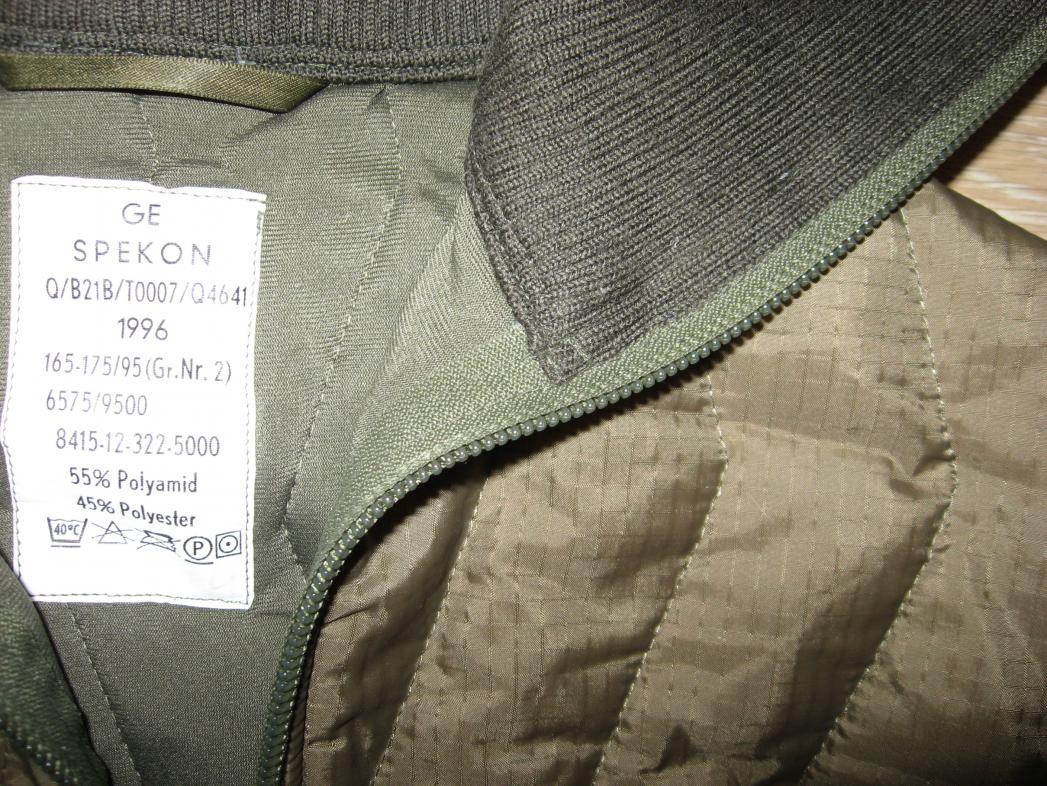 GE
SPEKON
Q/B21B/T0007/Q4641
1996
165-175/95 (Gr.Nr. 2)
6575/9500
8415-12-322-5000
55% Polyamid
45% Polyester
40°C P